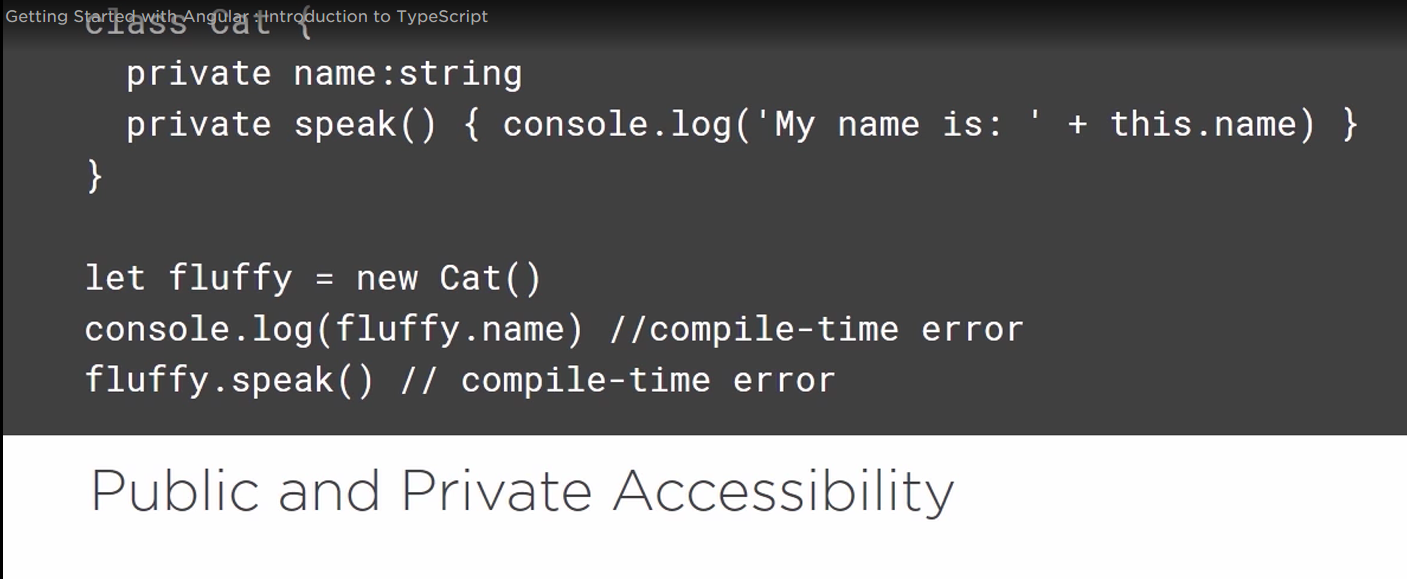 Getting Started with Angular : Introduction to TypeScript
class Cat {
private name:string
private speak() { console.log('My name is: ' + this.name) }
}
let fluffy = new Cat()
console.log(fluffy.name) //compile-time error
fluffy.speak() // compile-time error
Public and Private Accessibility